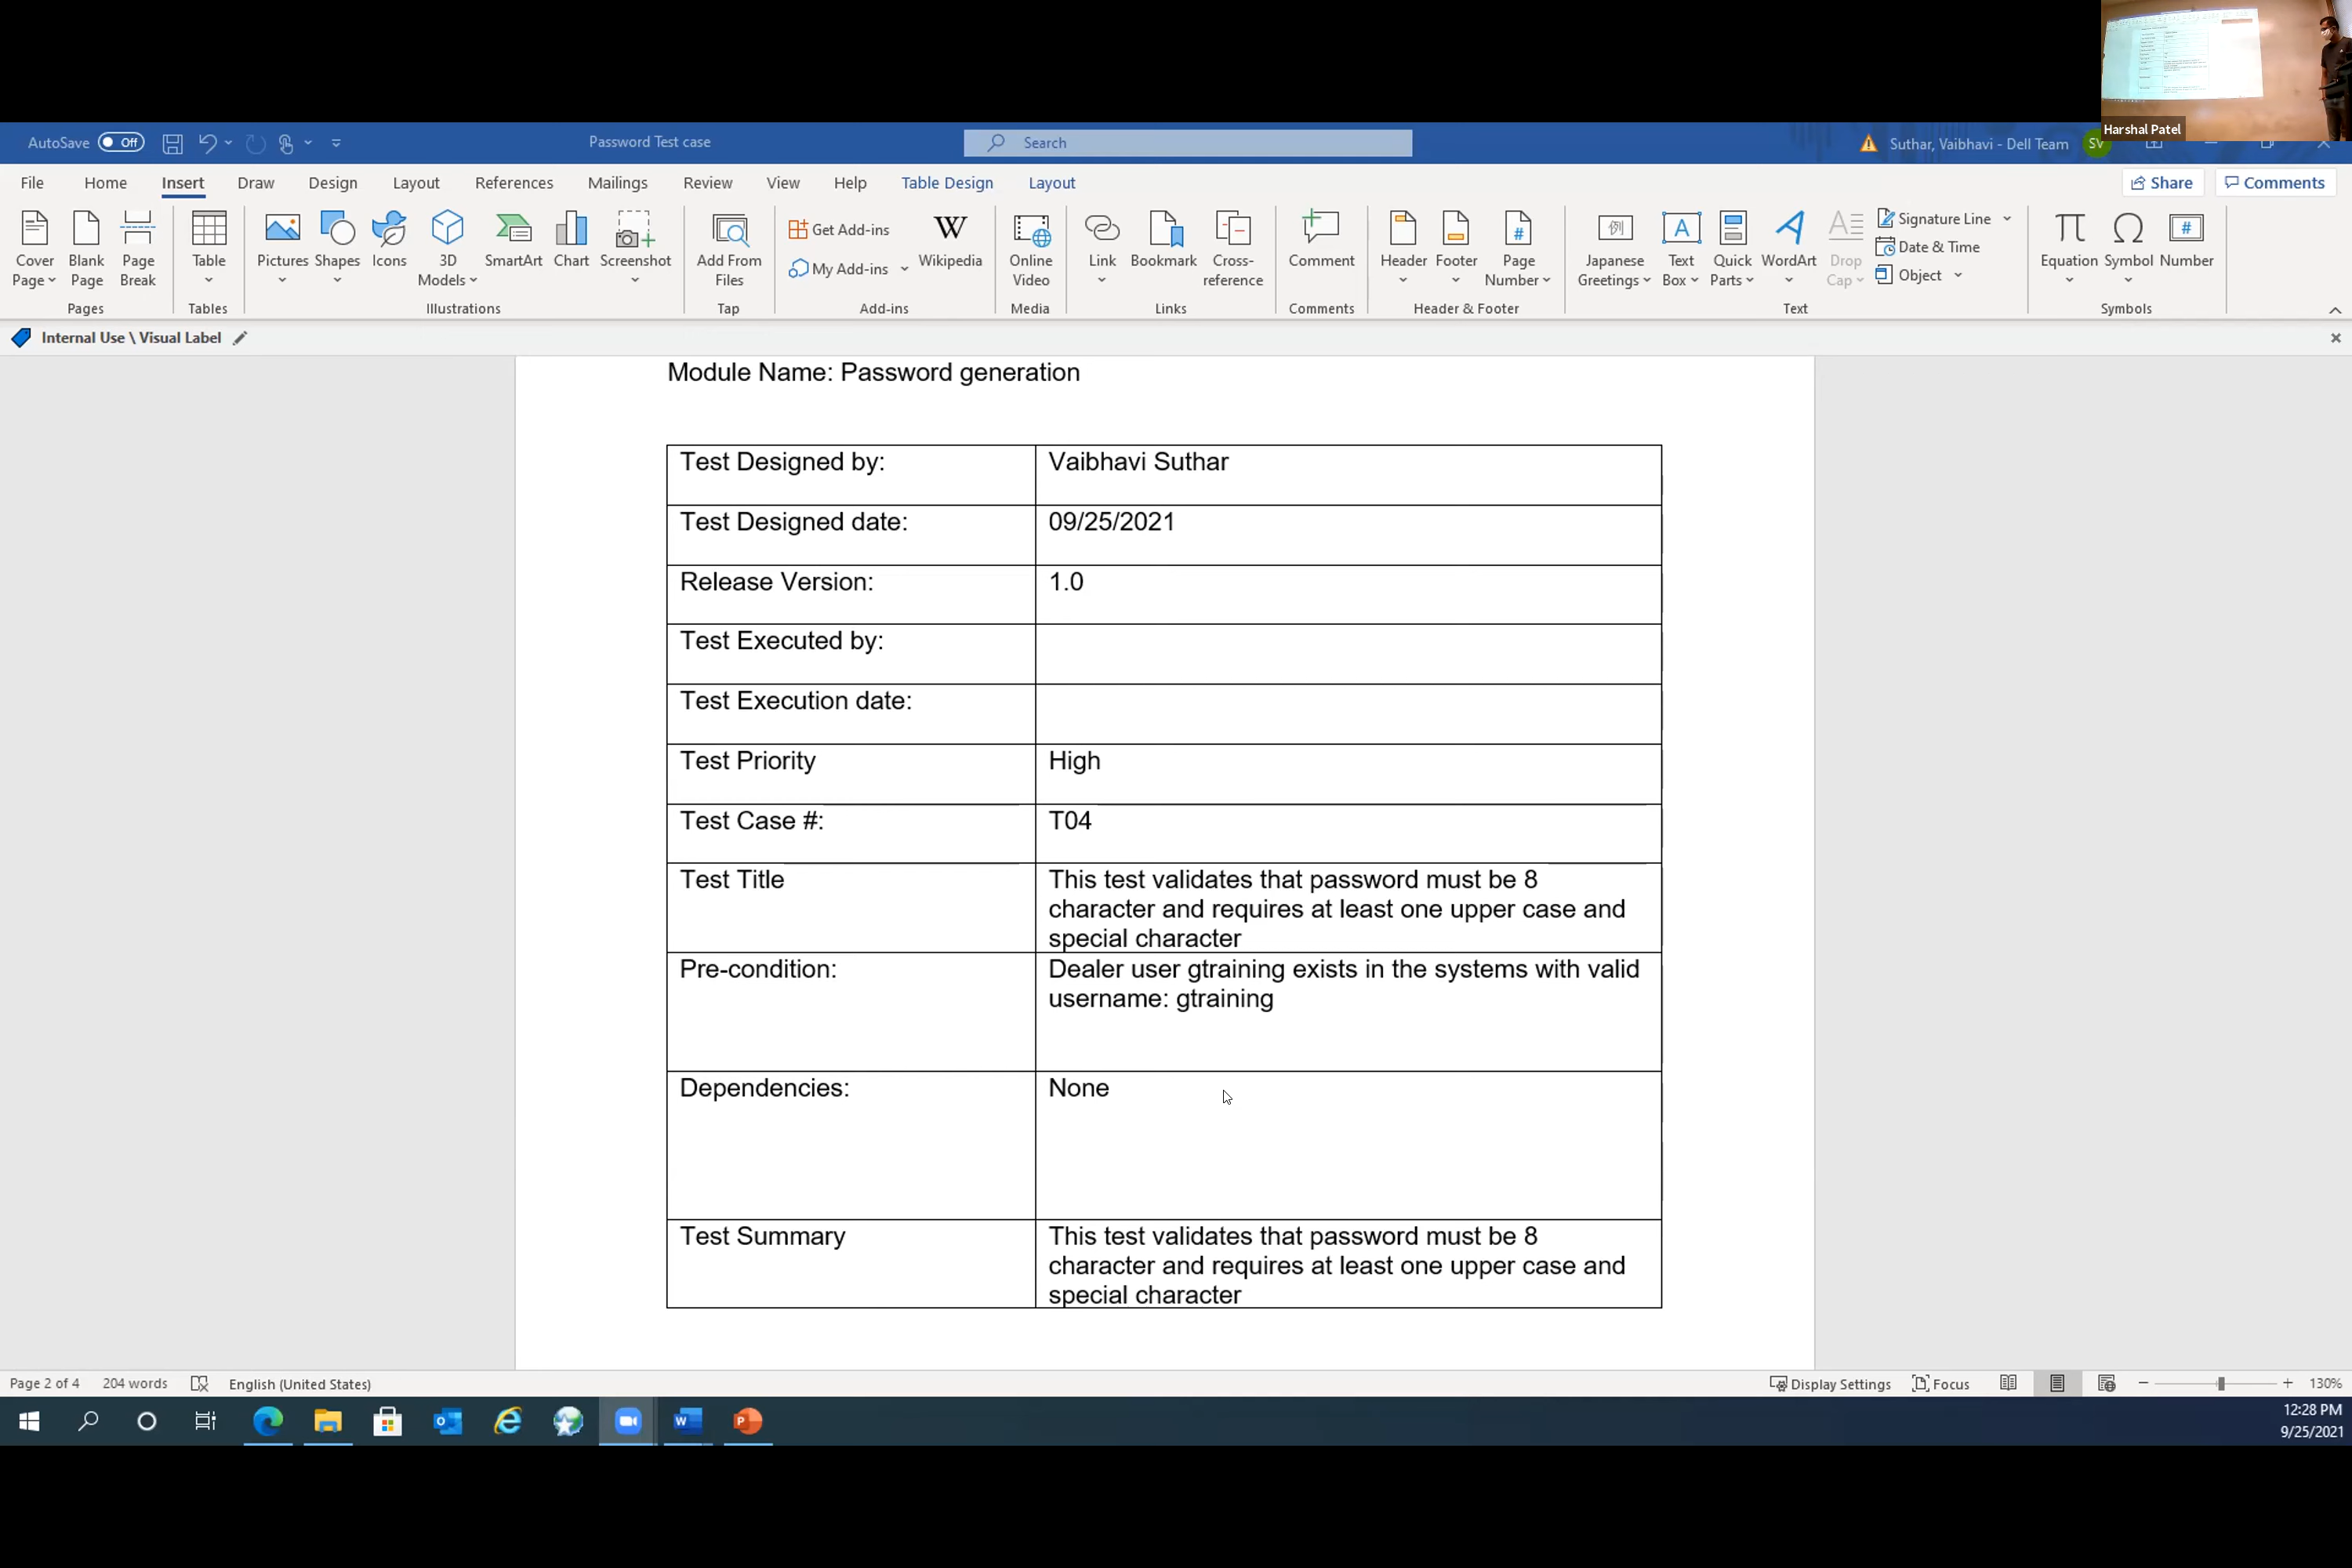 Harshal Patel
AutoSave Off
Password Test case
Search
Suthar, Vaibhavi - Dell Team SV
File Home Insert Draw Design Layout References Mailings Review View Help Table Design Layout
Share Comments
Cover Page Blank Page Page Break
Pages
Table
Tables
Pictures Shapes Icons 3D Models SmartArt Chart Screenshot
Illustrations
Add From Files
Tap
Get Add-ins
My Add-ins
W Wikipedia
Add-ins
Online Video
Media
Link Bookmark Cross-reference
Links
Comment
Comments
Header Footer Page Number
Header & Footer
例 Japanese Greetings
A Text Box Quick Parts WordArt Drop Cap
Signature Line
Date & Time
Object
Text
π Equation Ω Symbol # Number
Symbols
Internal Use \ Visual Label
Module Name: Password generation
Test Designed by: Vaibhavi Suthar
Test Designed date: 09/25/2021
Release Version: 1.0
Test Executed by:
Test Execution date:
Test Priority High
Test Case #: T04
Test Title This test validates that password must be 8
character and requires at least one upper case and
special character
Pre-condition: Dealer user gtraining exists in the systems with valid
username: gtraining
Dependencies: None
Test Summary This test validates that password must be 8
character and requires at least one upper case and
special character
Page 2 of 4 204 words English (United States) Display Settings Focus 130%
12:28 PM
9/25/2021